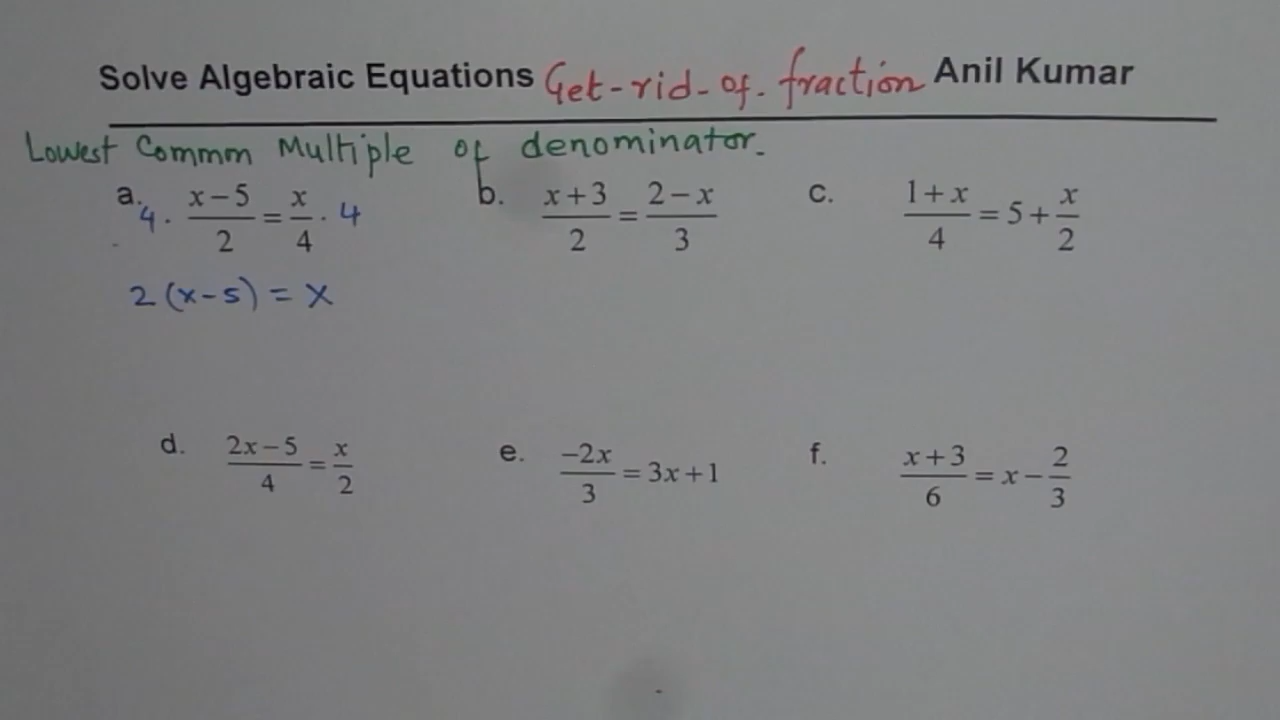 Solve Algebraic Equations Get-rid-of-fraction Anil Kumar
Lowest Common Multiple of denominator.
a. 4 · (x-5)/2 = x/4 · 4
b. (x+3)/2 = (2-x)/3
c. (1+x)/4 = 5 + x/2
2(x-5) = x
d. (2x-5)/4 = x/2
e. -2x/3 = 3x+1
f. (x+3)/6 = x - 2/3